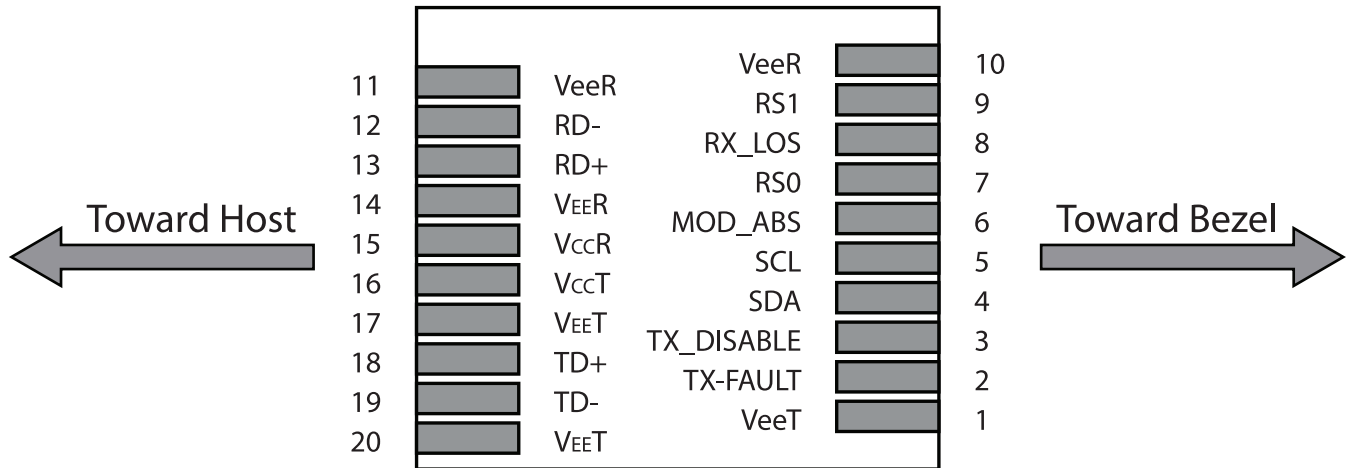 VeeR 10
11 VeeR RS1 9
12 RD- RX_LOS 8
13 RD+ RS0 7
14 VEER MOD_ABS 6
Toward Host Toward Bezel
15 VCCR SCL 5
16 VCCT SDA 4
17 VEET TX_DISABLE 3
18 TD+ TX-FAULT 2
19 TD- VeeT 1
20 VEET